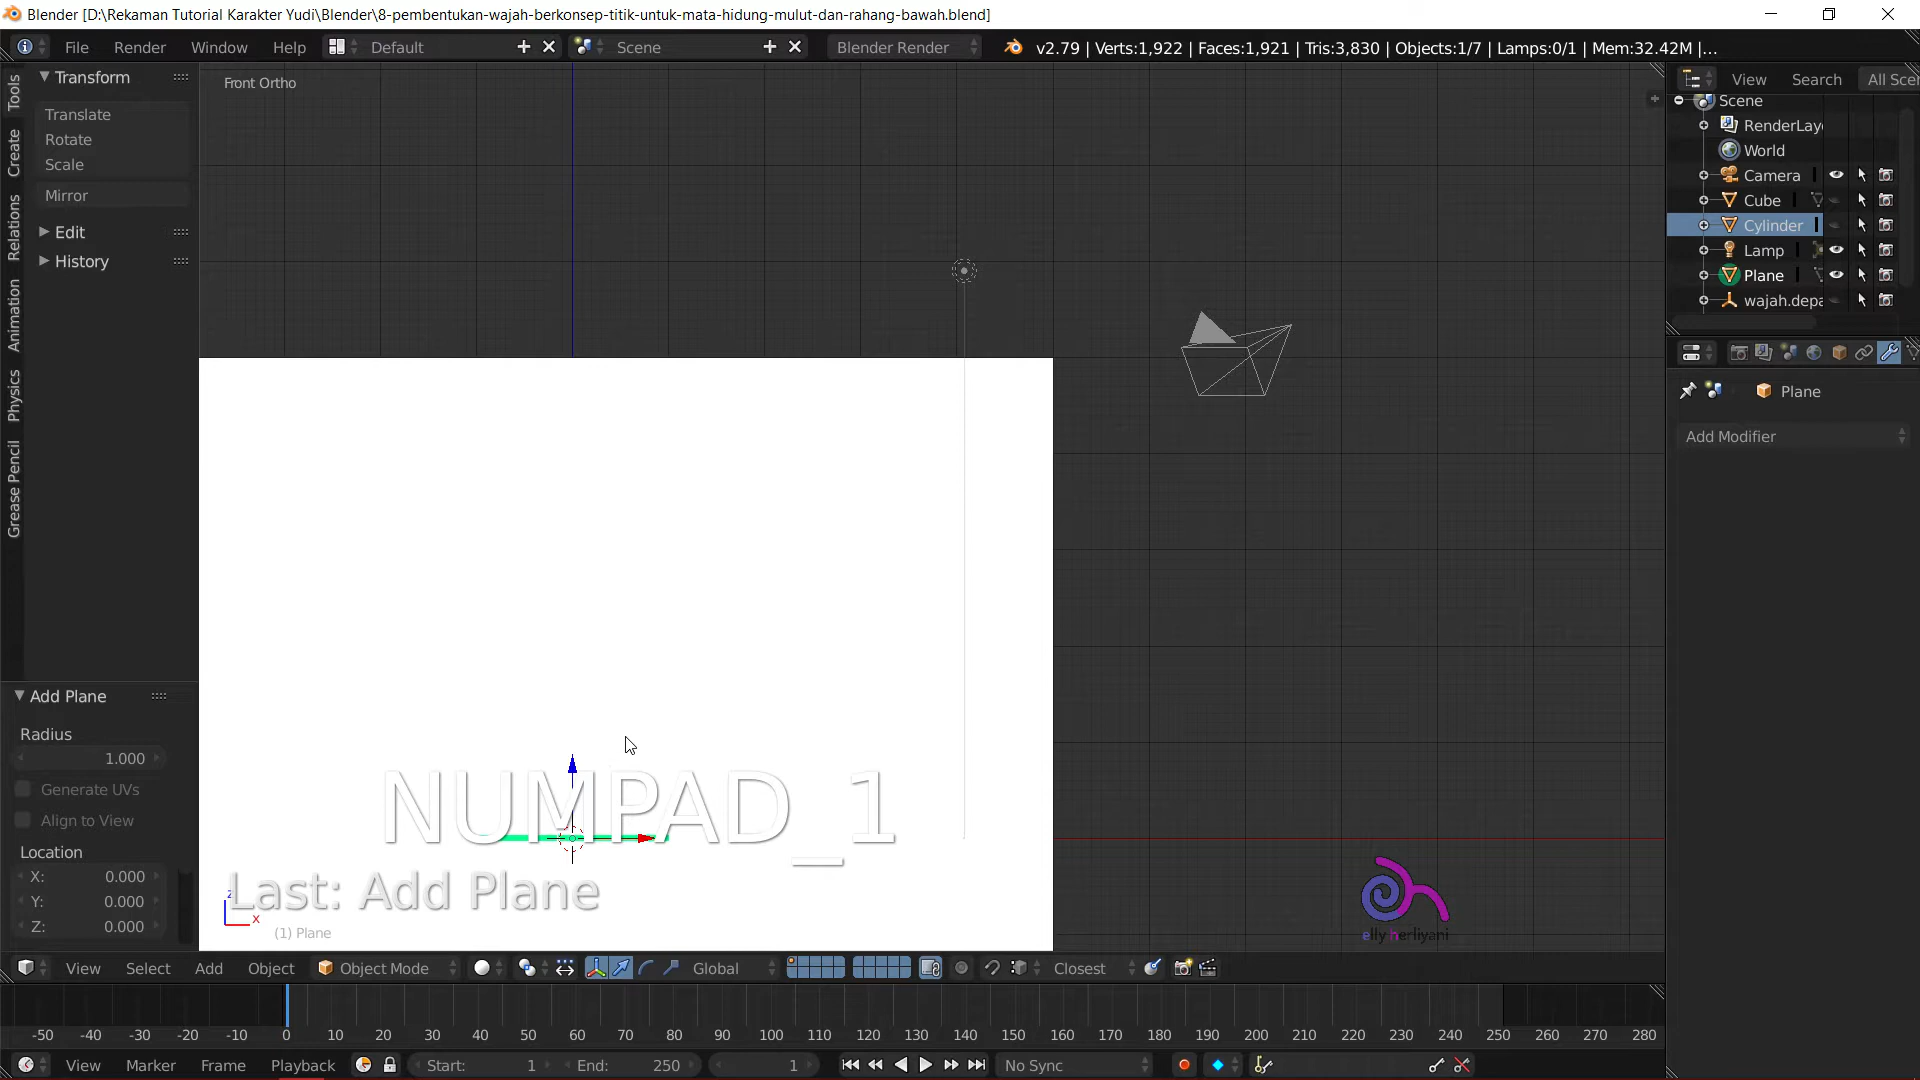 Blender [D:\Rekaman Tutorial Karakter Yudi\Blender\8-pembentukan-wajah-berkonsep-titik-untuk-mata-hidung-mulut-dan-rahang-bawah.blend]
File Render Window Help Default Scene Blender Render v2.79 | Verts:1,922 | Faces:1,921 | Tris:3,830 | Objects:1/7 | Lamps:0/1 | Mem:32.42M |...
Tools
Create
Relations
Animation
Physics
Grease Pencil
Transform
Translate
Rotate
Scale
Mirror
Edit
History
Add Plane
Radius
1.000
Generate UVs
Align to View
Location
X: 0.000
Y: 0.000
Z: 0.000
Front Ortho
NUMPAD_1
Last: Add Plane
z
x
(1) Plane
elly herliyani
View Search All Scer
Scene
RenderLay
World
Camera
Cube
Cylinder
Lamp
Plane
wajah.depa
Plane
Add Modifier
View Select Add Object Object Mode Global Closest
-50 -40 -30 -20 -10 0 10 20 30 40 50 60 70 80 90 100 110 120 130 140 150 160 170 180 190 200 210 220 230 240 250 260 270 280
View Marker Frame Playback Start: 1 End: 250 1 No Sync